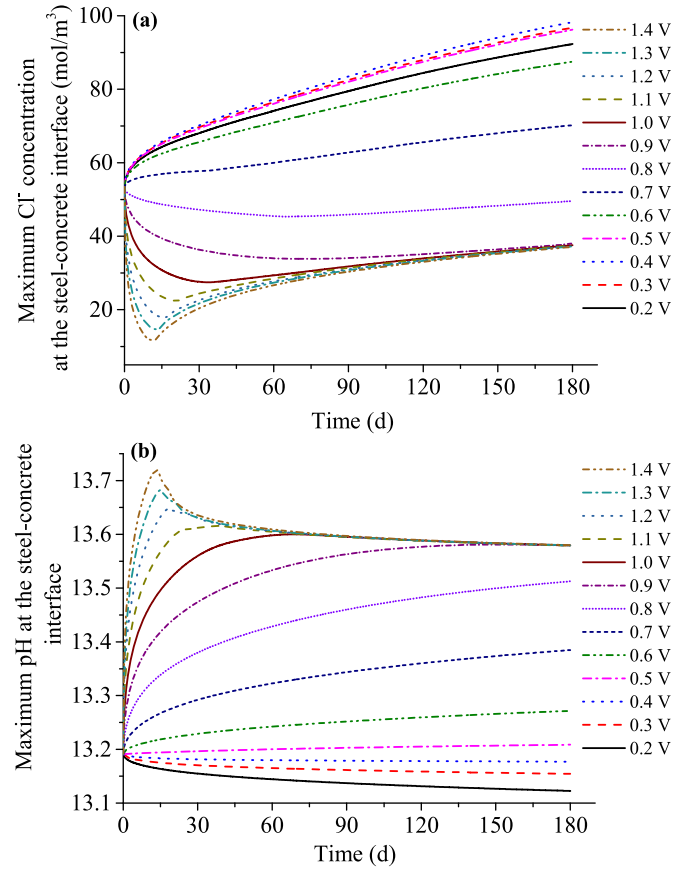 (a)
Maximum Cl⁻ concentration
at the steel-concrete interface (mol/m³)
100
80
60
40
20
0 30 60 90 120 150 180
Time (d)
1.4 V
1.3 V
1.2 V
1.1 V
1.0 V
0.9 V
0.8 V
0.7 V
0.6 V
0.5 V
0.4 V
0.3 V
0.2 V
(b)
Maximum pH at the steel-concrete
interface
13.7
13.6
13.5
13.4
13.3
13.2
13.1
0 30 60 90 120 150 180
Time (d)
1.4 V
1.3 V
1.2 V
1.1 V
1.0 V
0.9 V
0.8 V
0.7 V
0.6 V
0.5 V
0.4 V
0.3 V
0.2 V